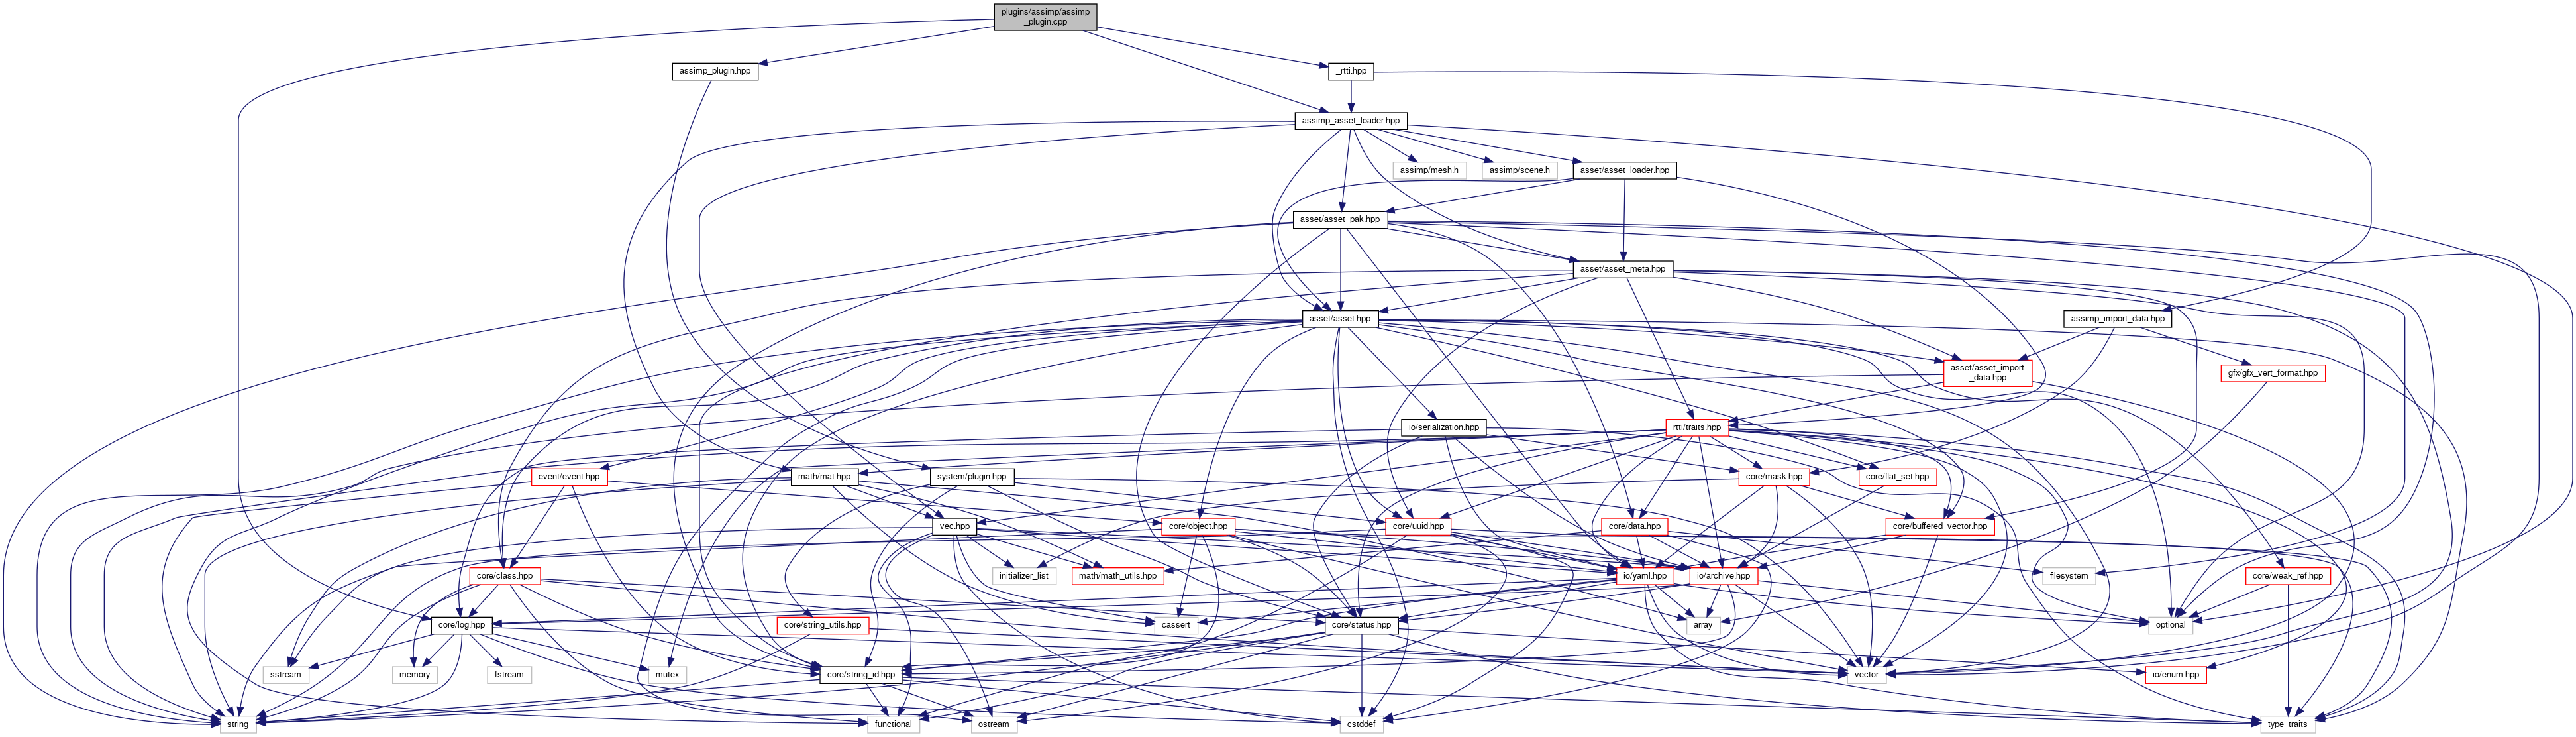 plugins/assimp/assimp
_plugin.cpp
assimp_plugin.hpp
_rtti.hpp
assimp_asset_loader.hpp
assimp/mesh.h
assimp/scene.h
asset/asset_loader.hpp
asset/asset_pak.hpp
asset/asset_meta.hpp
asset/asset.hpp
assimp_import_data.hpp
asset/asset_import
_data.hpp
gfx/gfx_vert_format.hpp
io/serialization.hpp
rtti/traits.hpp
event/event.hpp
math/mat.hpp
system/plugin.hpp
core/mask.hpp
core/flat_set.hpp
vec.hpp
core/object.hpp
core/uuid.hpp
core/data.hpp
core/buffered_vector.hpp
core/class.hpp
initializer_list
math/math_utils.hpp
io/yaml.hpp
io/archive.hpp
filesystem
core/weak_ref.hpp
core/log.hpp
core/string_utils.hpp
cassert
core/status.hpp
array
optional
sstream
memory
fstream
mutex
core/string_id.hpp
vector
io/enum.hpp
string
functional
ostream
cstddef
type_traits